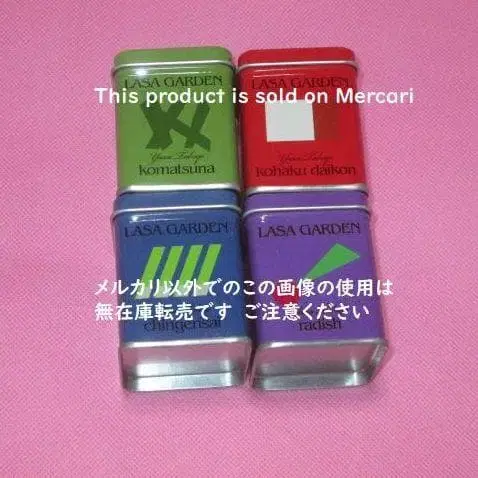 LASA GARDEN
LASA GARDEN
This product is sold on Mercari
komatsuna
kohaku daikon
LASA GARDEN
LASA GARDEN
メルカリ以外でのこの画像の使用は
無在庫転売です ご注意ください
chingensai
radish